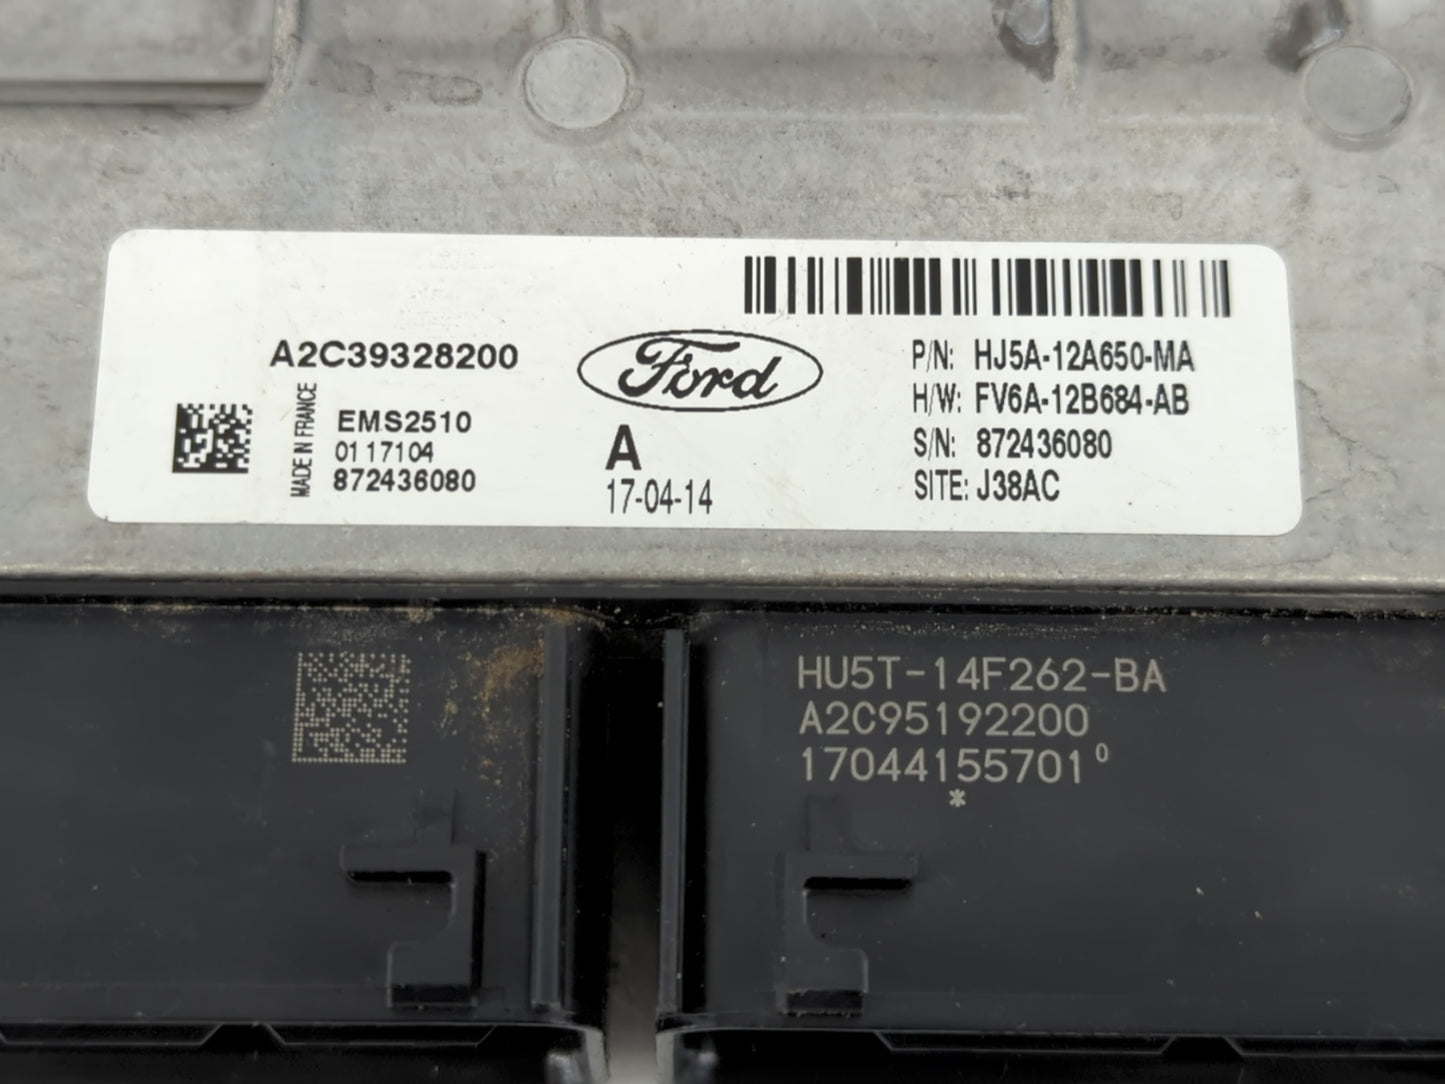 A2C39328200
MADE IN FRANCE
EMS2510
01 17104
872436080
Ford
A
17-04-14
P/N: HJ5A-12A650-MA
H/W: FV6A-12B684-AB
S/N: 872436080
SITE: J38AC
HU5T-14F262-BA
A2C95192200
17044155701⁰
*